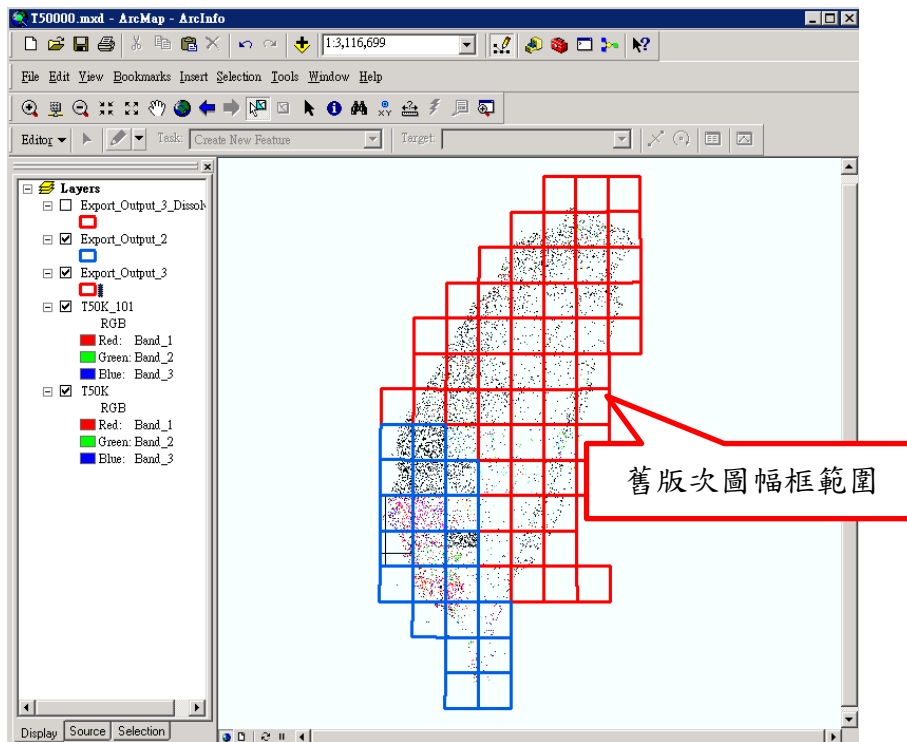 T50000.mxd - ArcMap - ArcInfo
1:3,116,699
File Edit View Bookmarks Insert Selection Tools Window Help
Editor Task: Create New Feature Target:
Layers
Export_Output_3_Dissolv
Export_Output_2
Export_Output_3
T50K_101
RGB
Red: Band_1
Green: Band_2
Blue: Band_3
T50K
RGB
Red: Band_1
Green: Band_2
Blue: Band_3
舊版次圖幅框範圍
Display Source Selection